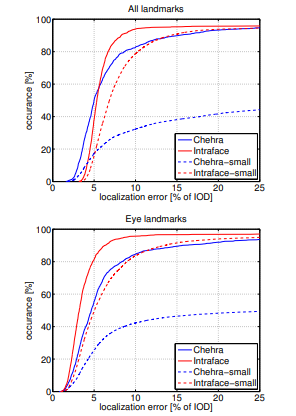 All landmarks
100
80
60
40
20
0
occurance [%]
Chehra
Intraface
Chehra−small
Intraface−small
0 5 10 15 20 25
localization error [% of IOD]
Eye landmarks
100
80
60
40
20
0
occurance [%]
Chehra
Intraface
Chehra−small
Intraface−small
0 5 10 15 20 25
localization error [% of IOD]